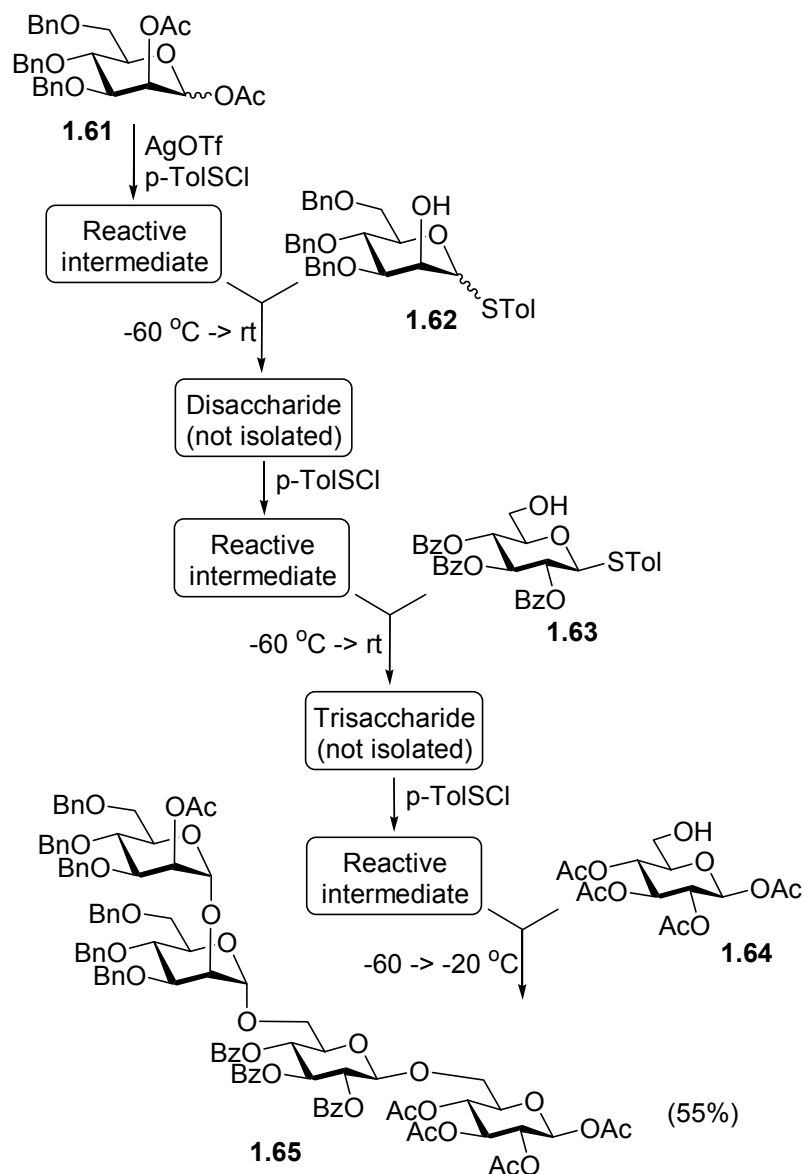 BnO
OAc
BnO
BnO
O
OAc
1.61
AgOTf
p-TolSCl
Reactive
intermediate
BnO
OH
BnO
BnO
O
STol
1.62
-60 °C -> rt
Disaccharide
(not isolated)
p-TolSCl
Reactive
intermediate
OH
BzO
BzO
O
BzO
STol
1.63
-60 °C -> rt
Trisaccharide
(not isolated)
p-TolSCl
Reactive
intermediate
OH
AcO
AcO
O
AcO
OAc
1.64
-60 -> -20 °C
BnO
OAc
BnO
BnO
O
O
BnO
BnO
BnO
O
O
BzO
BzO
O
BzO
O
AcO
AcO
O
AcO
OAc
(55%)
1.65